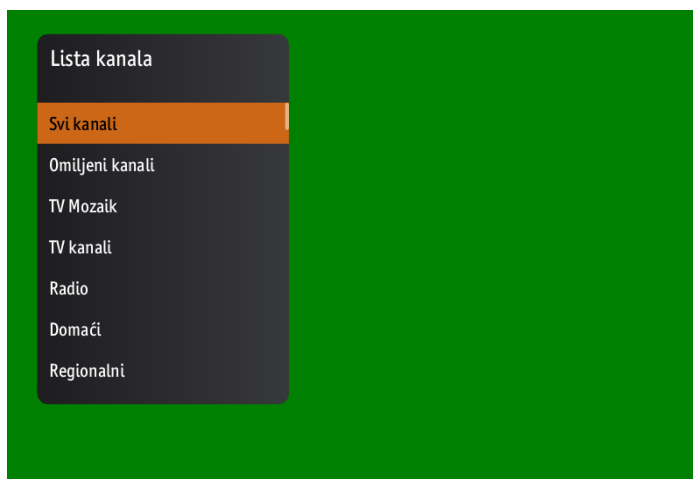 Lista kanala
Svi kanali
Omiljeni kanali
TV Mozaik
TV kanali
Radio
Domaći
Regionalni